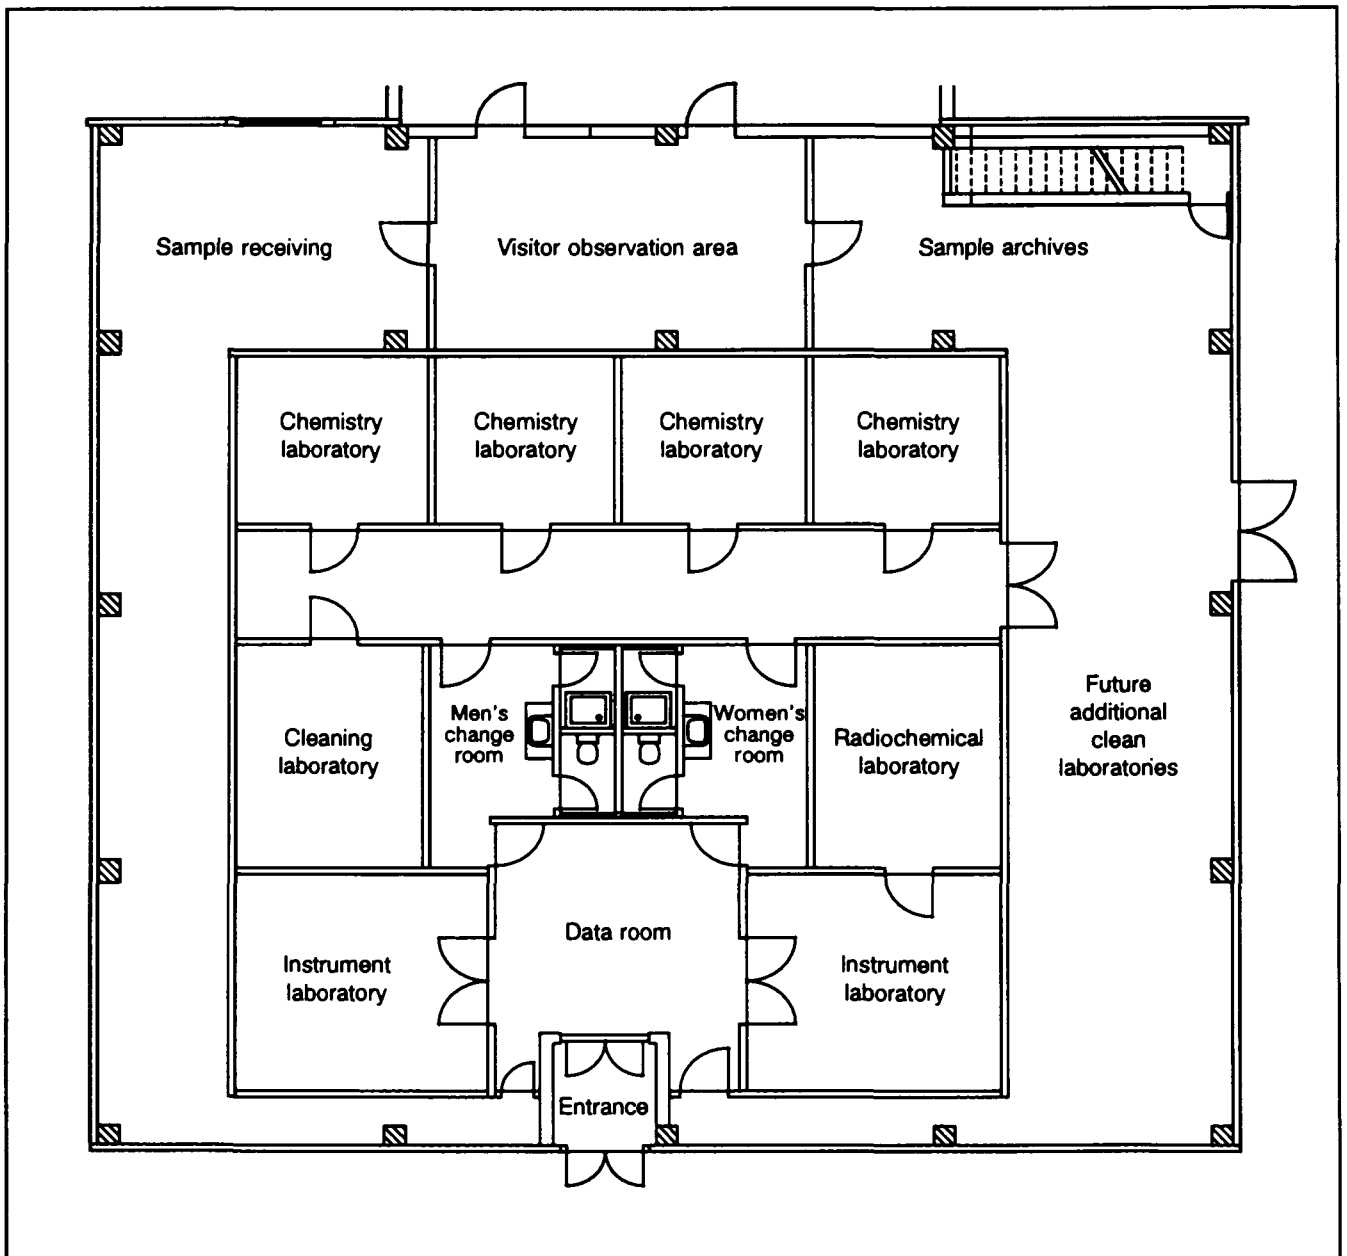 Sample receiving
Visitor observation area
Sample archives
Chemistry
laboratory
Chemistry
laboratory
Chemistry
laboratory
Chemistry
laboratory
Cleaning
laboratory
Men's
change
room
Women's
change
room
Radiochemical
laboratory
Future
additional
clean
laboratories
Instrument
laboratory
Data room
Instrument
laboratory
Entrance